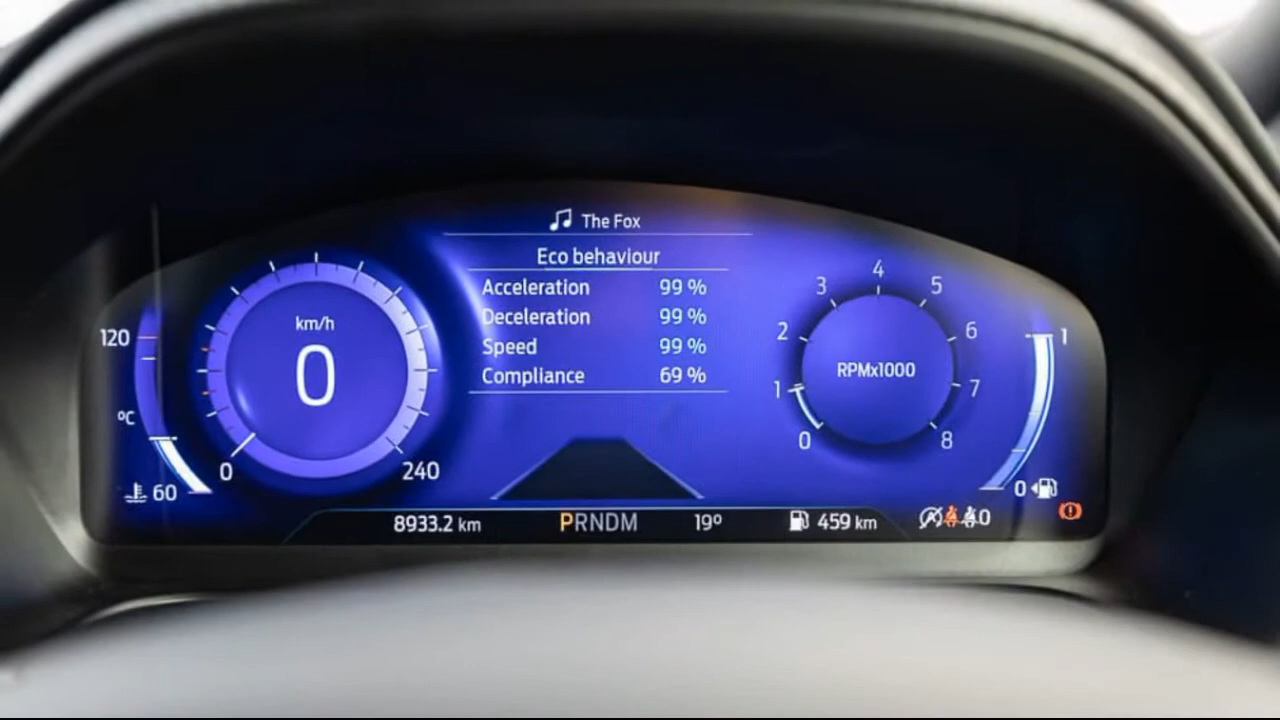 The Fox
Eco behaviour
Acceleration 99 %
Deceleration 99 %
Speed 99 %
Compliance 69 %
120
ºC
60
km/h
0
0
240
RPMx1000
0
1
2
3
4
5
6
7
8
1
0
8933.2 km
PRNDM
19º
459 km
A
0